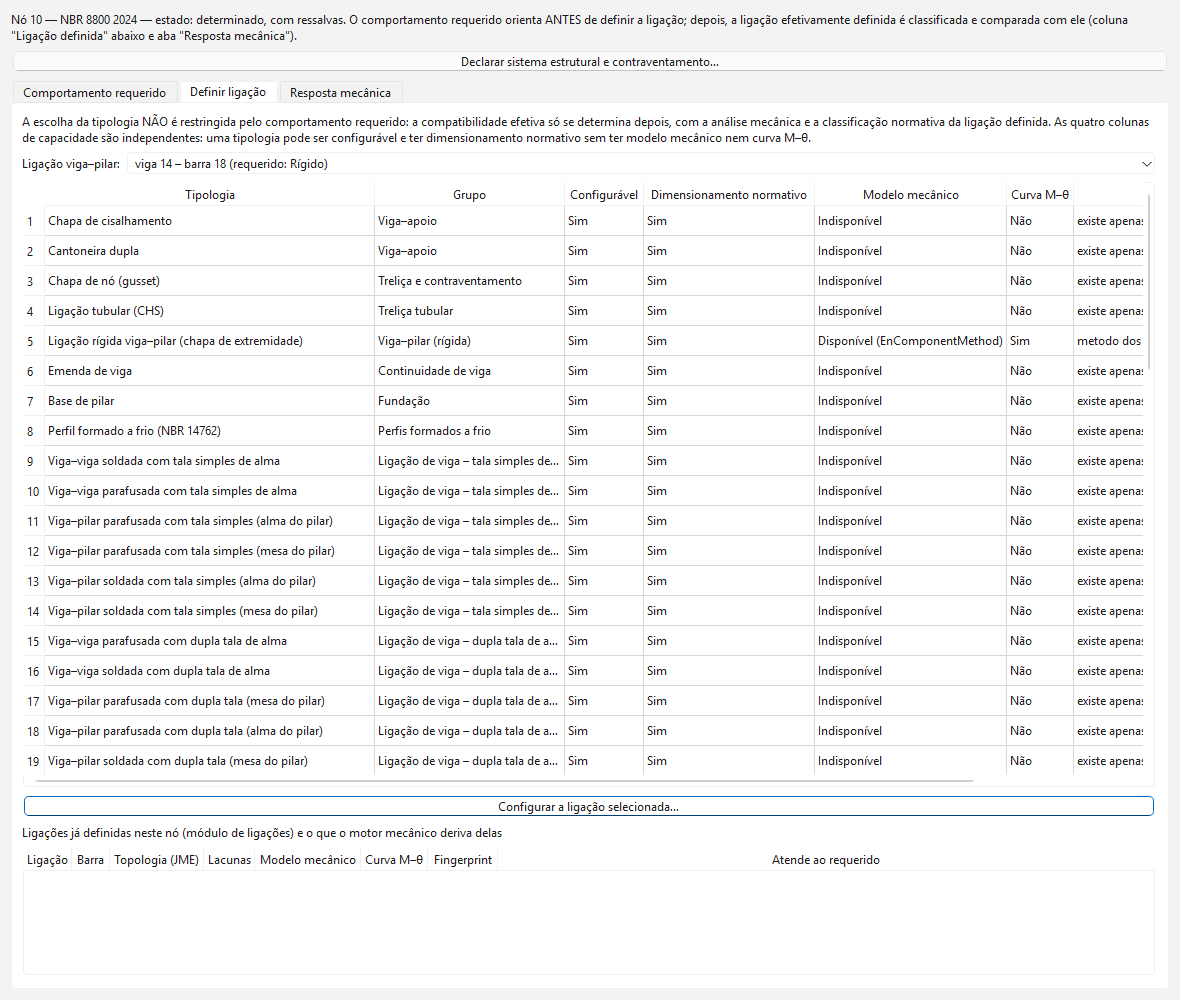 Nó 10 — NBR 8800 2024 — estado: determinado, com ressalvas. O comportamento requerido orienta ANTES de definir a ligação; depois, a ligação efetivamente definida é classificada e comparada com ele (coluna
"Ligação definida" abaixo e aba "Resposta mecânica").
Declarar sistema estrutural e contraventamento...
Comportamento requerido Definir ligação Resposta mecânica
A escolha da tipologia NÃO é restringida pelo comportamento requerido: a compatibilidade efetiva só se determina depois, com a análise mecânica e a classificação normativa da ligação definida. As quatro colunas
de capacidade são independentes: uma tipologia pode ser configurável e ter dimensionamento normativo sem ter modelo mecânico nem curva M–θ.
Ligação viga–pilar: viga 14 – barra 18 (requerido: Rígido)
Tipologia Grupo Configurável Dimensionamento normativo Modelo mecânico Curva M–θ
1 Chapa de cisalhamento Viga–apoio Sim Sim Indisponível Não existe apenas
2 Cantoneira dupla Viga–apoio Sim Sim Indisponível Não existe apenas
3 Chapa de nó (gusset) Treliça e contraventamento Sim Sim Indisponível Não existe apenas
4 Ligação tubular (CHS) Treliça tubular Sim Sim Indisponível Não existe apenas
5 Ligação rígida viga–pilar (chapa de extremidade) Viga–pilar (rígida) Sim Sim Disponível (EnComponentMethod) Sim metodo dos
6 Emenda de viga Continuidade de viga Sim Sim Indisponível Não existe apenas
7 Base de pilar Fundação Sim Sim Indisponível Não existe apenas
8 Perfil formado a frio (NBR 14762) Perfis formados a frio Sim Sim Indisponível Não existe apenas
9 Viga–viga soldada com tala simples de alma Ligação de viga – tala simples de... Sim Sim Indisponível Não existe apenas
10 Viga–viga parafusada com tala simples de alma Ligação de viga – tala simples de... Sim Sim Indisponível Não existe apenas
11 Viga–pilar parafusada com tala simples (alma do pilar) Ligação de viga – tala simples de... Sim Sim Indisponível Não existe apenas
12 Viga–pilar parafusada com tala simples (mesa do pilar) Ligação de viga – tala simples de... Sim Sim Indisponível Não existe apenas
13 Viga–pilar soldada com tala simples (alma do pilar) Ligação de viga – tala simples de... Sim Sim Indisponível Não existe apenas
14 Viga–pilar soldada com tala simples (mesa do pilar) Ligação de viga – tala simples de... Sim Sim Indisponível Não existe apenas
15 Viga–viga parafusada com dupla tala de alma Ligação de viga – dupla tala de a... Sim Sim Indisponível Não existe apenas
16 Viga–viga soldada com dupla tala de alma Ligação de viga – dupla tala de a... Sim Sim Indisponível Não existe apenas
17 Viga–pilar parafusada com dupla tala (mesa do pilar) Ligação de viga – dupla tala de a... Sim Sim Indisponível Não existe apenas
18 Viga–pilar parafusada com dupla tala (alma do pilar) Ligação de viga – dupla tala de a... Sim Sim Indisponível Não existe apenas
19 Viga–pilar soldada com dupla tala (mesa do pilar) Ligação de viga – dupla tala de a... Sim Sim Indisponível Não existe apenas
Configurar a ligação selecionada...
Ligações já definidas neste nó (módulo de ligações) e o que o motor mecânico deriva delas
Ligação Barra Topologia (JME) Lacunas Modelo mecânico Curva M–θ Fingerprint Atende ao requerido